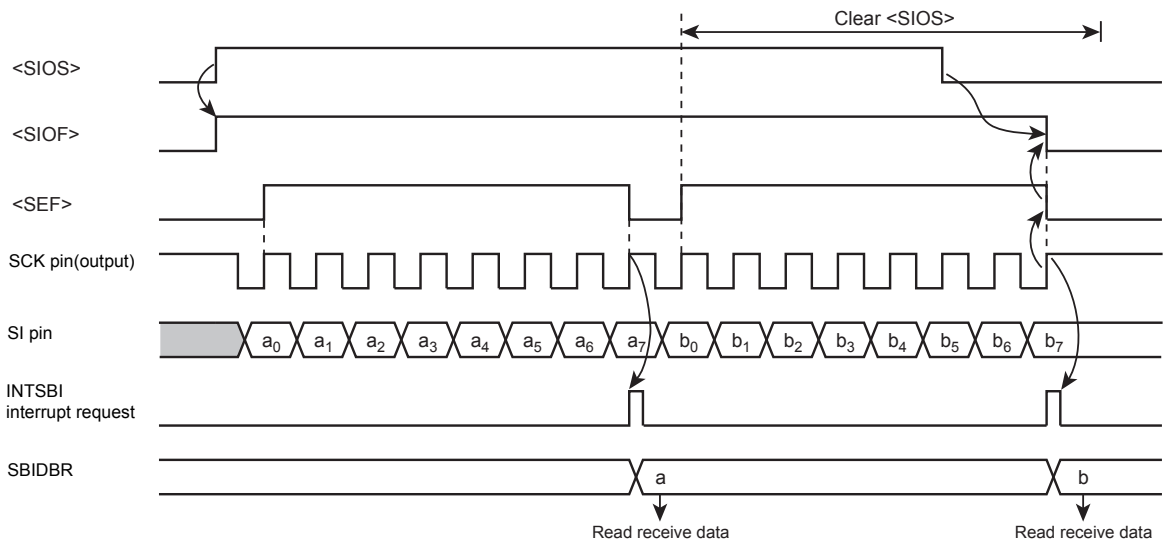 Clear <SIOS>
<SIOS>
<SIOF>
<SEF>
SCK pin(output)
SI pin
a0 a1 a2 a3 a4 a5 a6 a7 b0 b1 b2 b3 b4 b5 b6 b7
INTSBI
interrupt request
SBIDBR
a b
Read receive data Read receive data